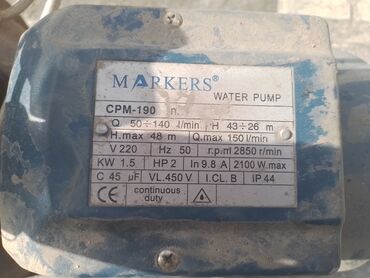 MARKERS® WATER PUMP
CPM-190 n.
Q 50÷140 l/min H 43÷26 m
H.max 48 m Q.max 150 l/min
V 220 Hz 50 r.p.m 2850 r/min
KW 1.5 HP 2 In 9.8 A 2100 W.max
C 45 µF VL.450 V I.CL. B IP 44
CE continuous duty